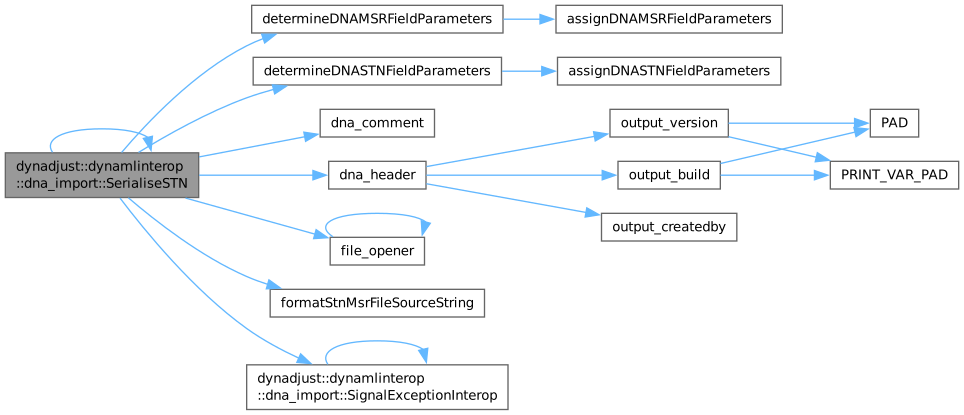 determineDNAMSRFieldParameters
assignDNAMSRFieldParameters
determineDNASTNFieldParameters
assignDNASTNFieldParameters
dna_comment
output_version
PAD
dynadjust::dynamlinterop
::dna_import::SerialiseSTN
dna_header
output_build
PRINT_VAR_PAD
output_createdby
file_opener
formatStnMsrFileSourceString
dynadjust::dynamlinterop
::dna_import::SignalExceptionInterop